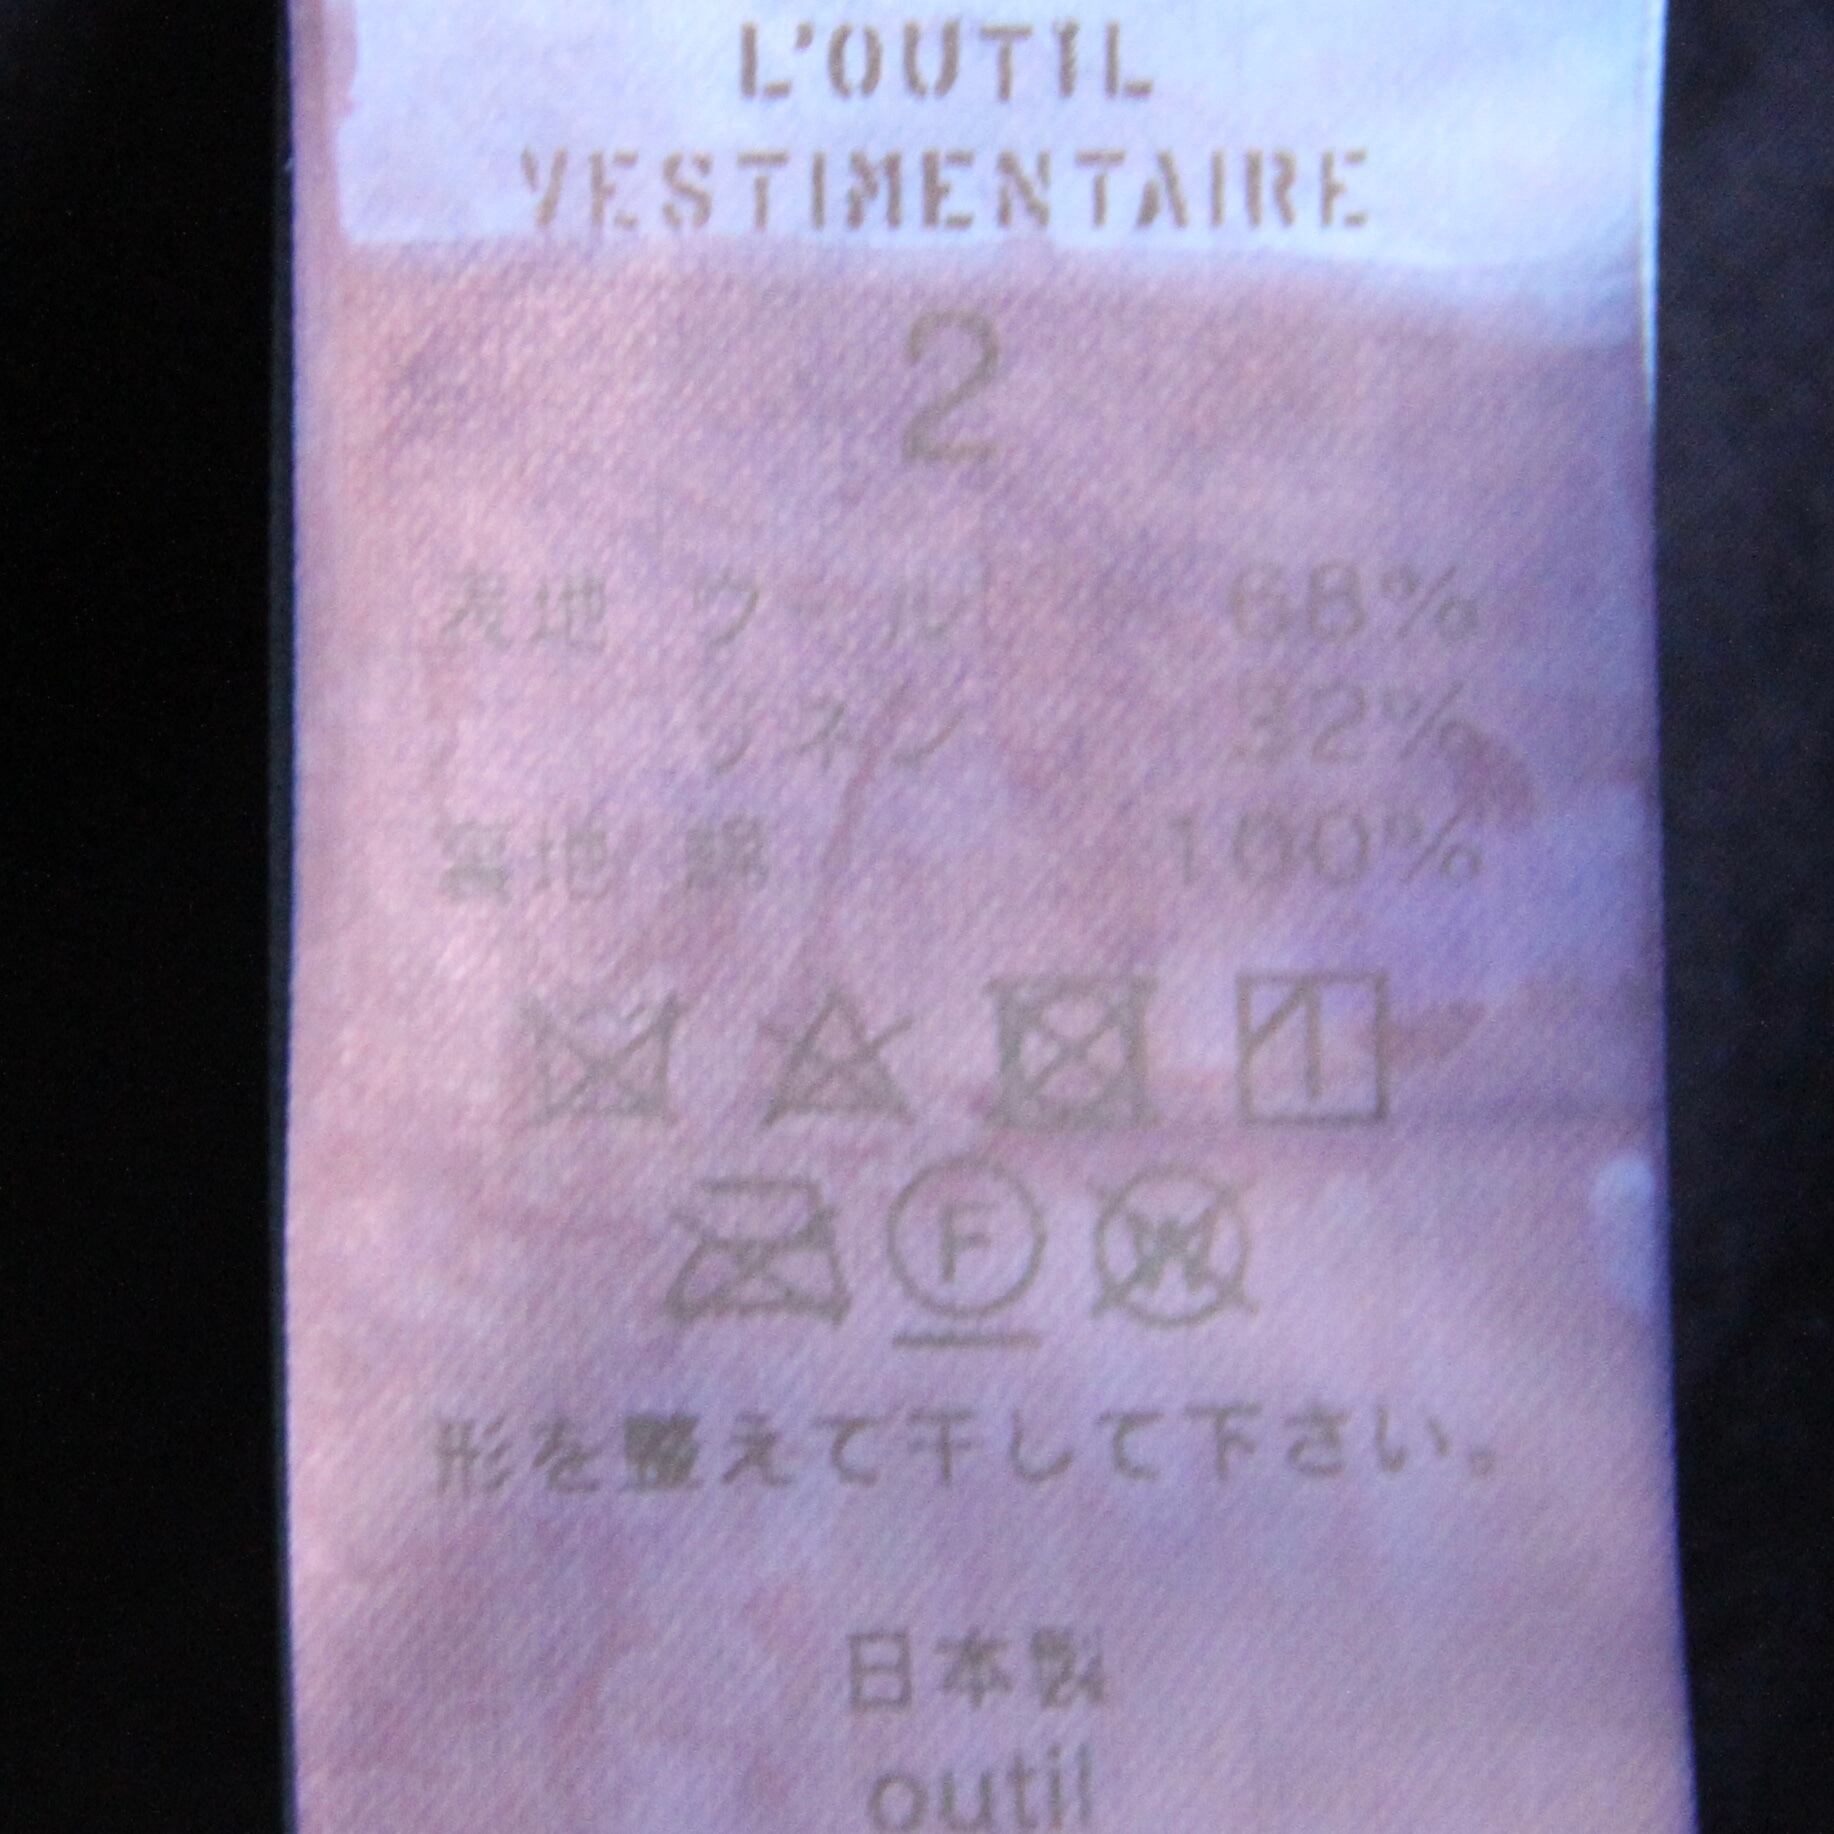 L'OUTIL
VESTIMENTAIRE
2
表地 ウール 68%
リネン 32%
裏地 綿 100%
F
W
形を整えて干して下さい。
日本製
outil